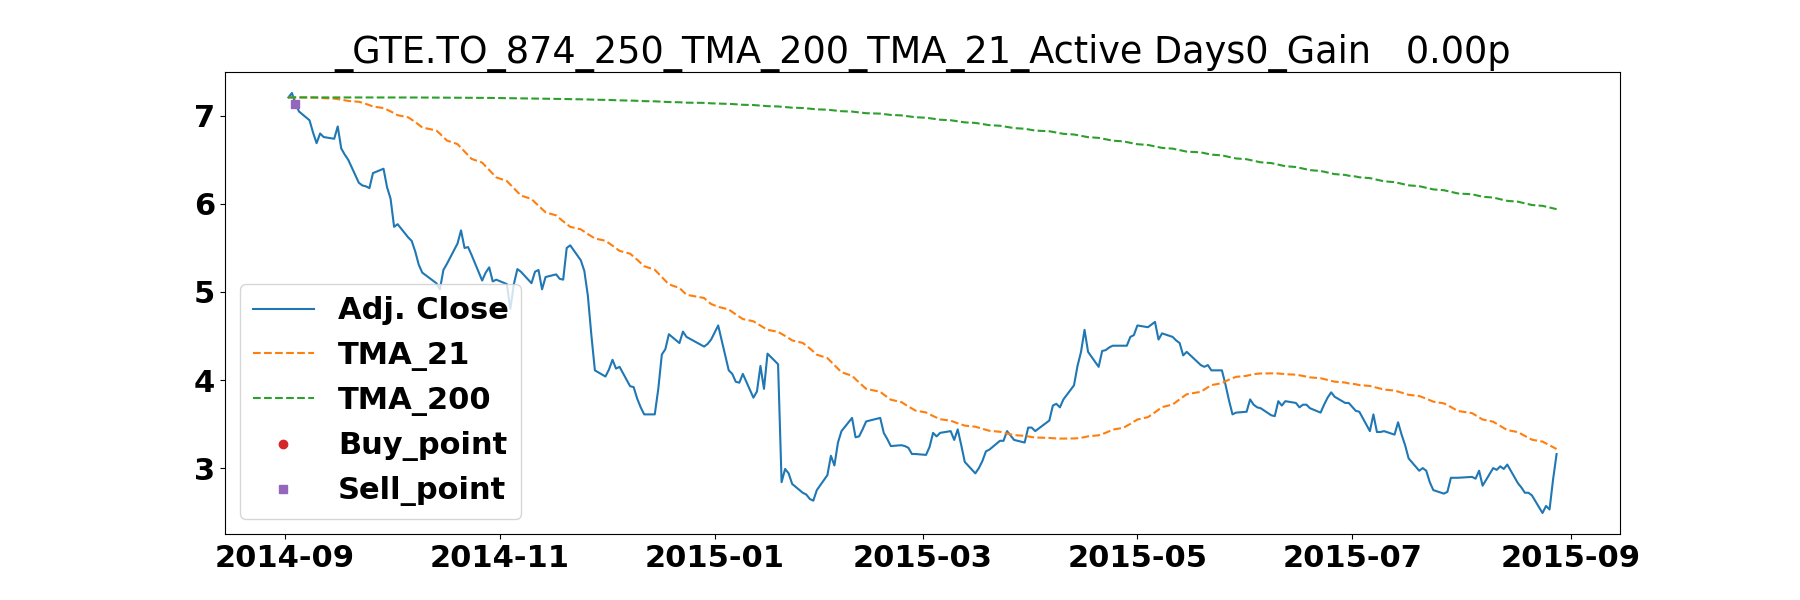 _GTE.TO_874_250_TMA_200_TMA_21_Active Days0_Gain   0.00p
7
6
5
4
3
Adj. Close
TMA_21
TMA_200
Buy_point
Sell_point
2014-09 2014-11 2015-01 2015-03 2015-05 2015-07 2015-09